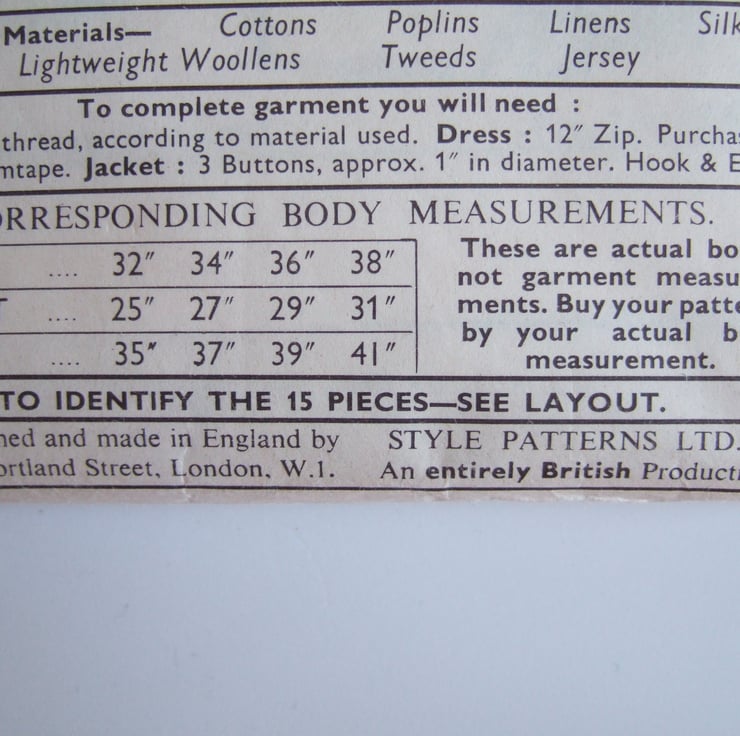 Materials— Cottons Poplins Linens Silk
Lightweight Woollens Tweeds Jersey
To complete garment you will need :
thread, according to material used. Dress : 12" Zip. Purcha
mtape. Jacket : 3 Buttons, approx. 1" in diameter. Hook & E
ORRESPONDING BODY MEASUREMENTS.
.... 32" 34" 36" 38"
T .... 25" 27" 29" 31"
.... 35" 37" 39" 41"
These are actual bo
not garment measu
ments. Buy your patte
by your actual b
measurement.
TO IDENTIFY THE 15 PIECES—SEE LAYOUT.
ned and made in England by STYLE PATTERNS LTD.
ortland Street, London, W.1. An entirely British Producti